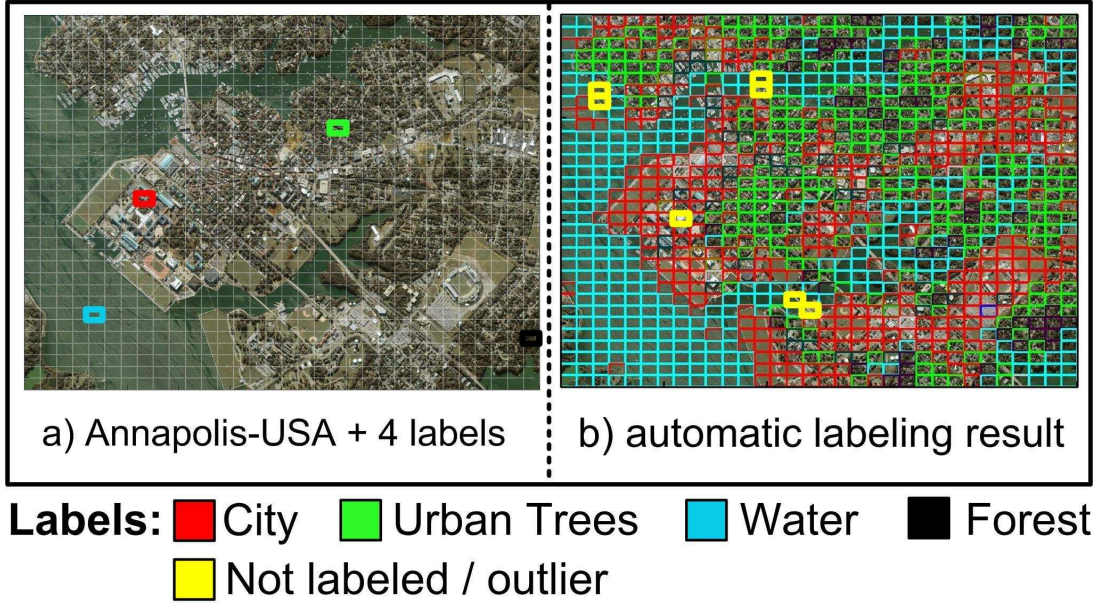 a) Annapolis-USA + 4 labels
b) automatic labeling result
Labels: City Urban Trees Water Forest
Not labeled / outlier